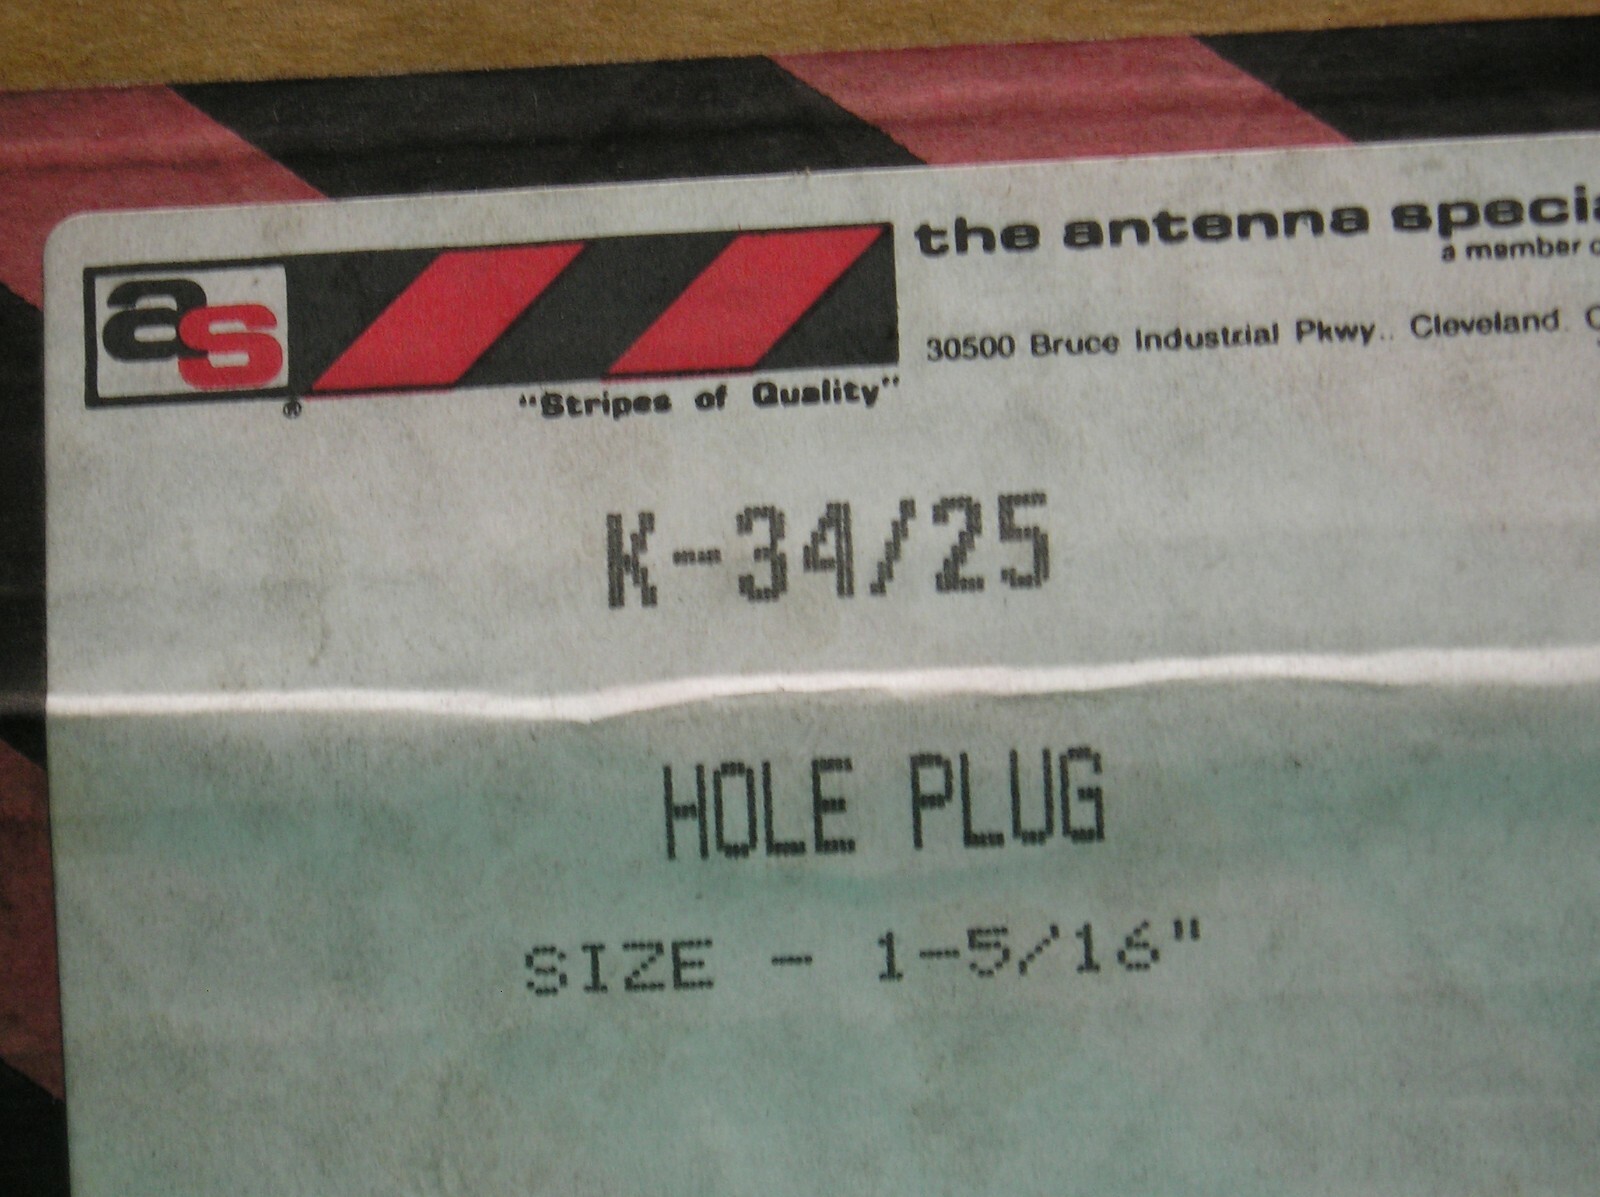 the antenna specia
a member o
as
30500 Bruce Industrial Pkwy.. Cleveland.
®
"Stripes of Quality"
K-34/25
HOLE PLUG
SIZE - 1-5/16"